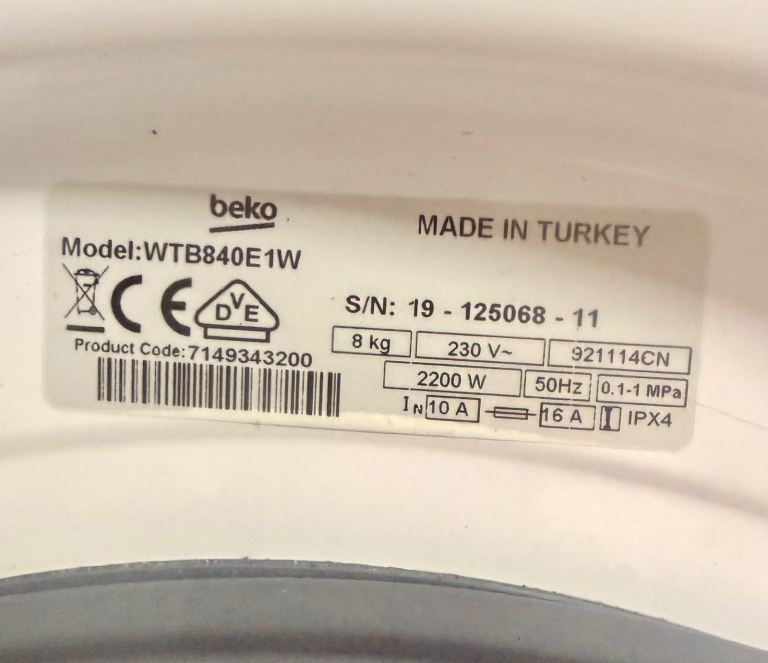 beko
MADE IN TURKEY
Model:WTB840E1W
DVE
S/N: 19 - 125068 - 11
Product Code:7149343200
8 kg 230 V~ 921114CN
2200 W 50Hz 0.1-1 MPa
IN 10 A 16 A IPX4